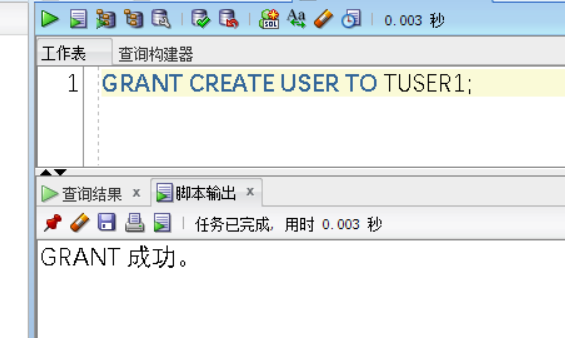 0.003 秒
工作表 查询构建器
1 GRANT CREATE USER TO TUSER1;
查询结果 × 脚本输出 ×
任务已完成, 用时 0.003 秒
GRANT 成功。